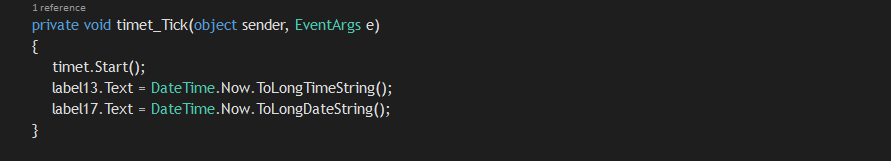 1 reference
private void timet_Tick(object sender, EventArgs e)
{
timet.Start();
label13.Text = DateTime.Now.ToLongTimeString();
label17.Text = DateTime.Now.ToLongDateString();
}